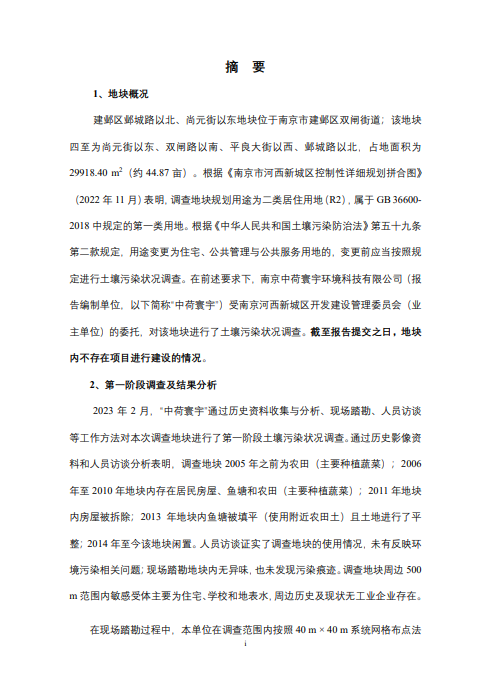 摘 要
1、地块概况
建邺区邺城路以北、尚元街以东地块位于南京市建邺区双闸街道；该地块
四至为尚元街以东、双闸路以南、平良大街以西、邺城路以北，占地面积为
29918.40 m²（约 44.87 亩）。根据《南京市河西新城区控制性详细规划拼合图》
（2022 年 11 月）表明，调查地块规划用途为二类居住用地（R2），属于 GB 36600-
2018 中规定的第一类用地。根据《中华人民共和国土壤污染防治法》第五十九条
第二款规定，用途变更为住宅、公共管理与公共服务用地的，变更前应当按照规
定进行土壤污染状况调查。在前述要求下，南京中荷寰宇环境科技有限公司（报
告编制单位，以下简称“中荷寰宇”）受南京河西新城区开发建设管理委员会（业
主单位）的委托，对该地块进行了土壤污染状况调查。截至报告提交之日，地块
内不存在项目进行建设的情况。
2、第一阶段调查及结果分析
2023 年 2 月，“中荷寰宇”通过历史资料收集与分析、现场踏勘、人员访谈
等工作方法对本次调查地块进行了第一阶段土壤污染状况调查。通过历史影像资
料和人员访谈分析表明，调查地块 2005 年之前为农田（主要种植蔬菜）；2006
年至 2010 年地块内存在居民房屋、鱼塘和农田（主要种植蔬菜）；2011 年地块
内房屋被拆除；2013 年地块内鱼塘被填平（使用附近农田土）且土地进行了平
整；2014 年至今该地块闲置。人员访谈证实了调查地块的使用情况，未有反映环
境污染相关问题；现场踏勘地块内无异味，也未发现污染痕迹。调查地块周边 500
m 范围内敏感受体主要为住宅、学校和地表水，周边历史及现状无工业企业存在。
在现场踏勘过程中，本单位在调查范围内按照 40 m × 40 m 系统网格布点法
i